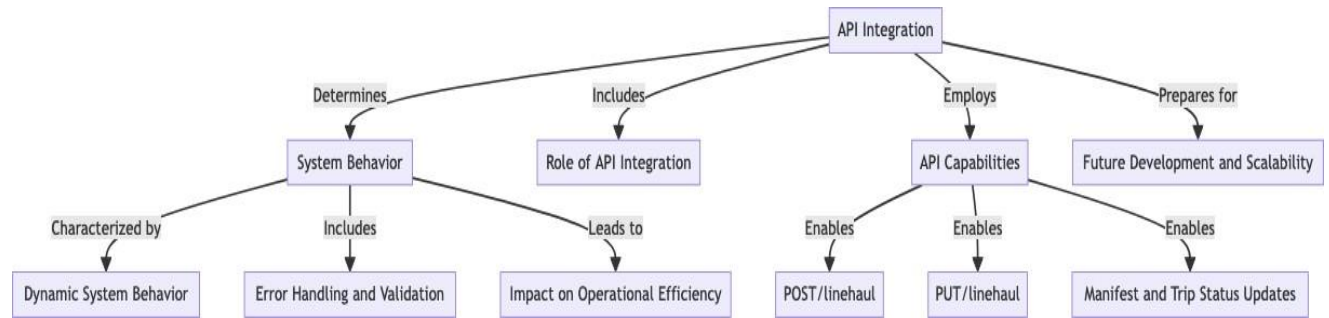 API Integration
Determines
Includes
Employs
Prepares for
System Behavior
Role of API Integration
API Capabilities
Future Development and Scalability
Characterized by
Includes
Leads to
Enables
Enables
Enables
Dynamic System Behavior
Error Handling and Validation
Impact on Operational Efficiency
POST/linehaul
PUT/linehaul
Manifest and Trip Status Updates